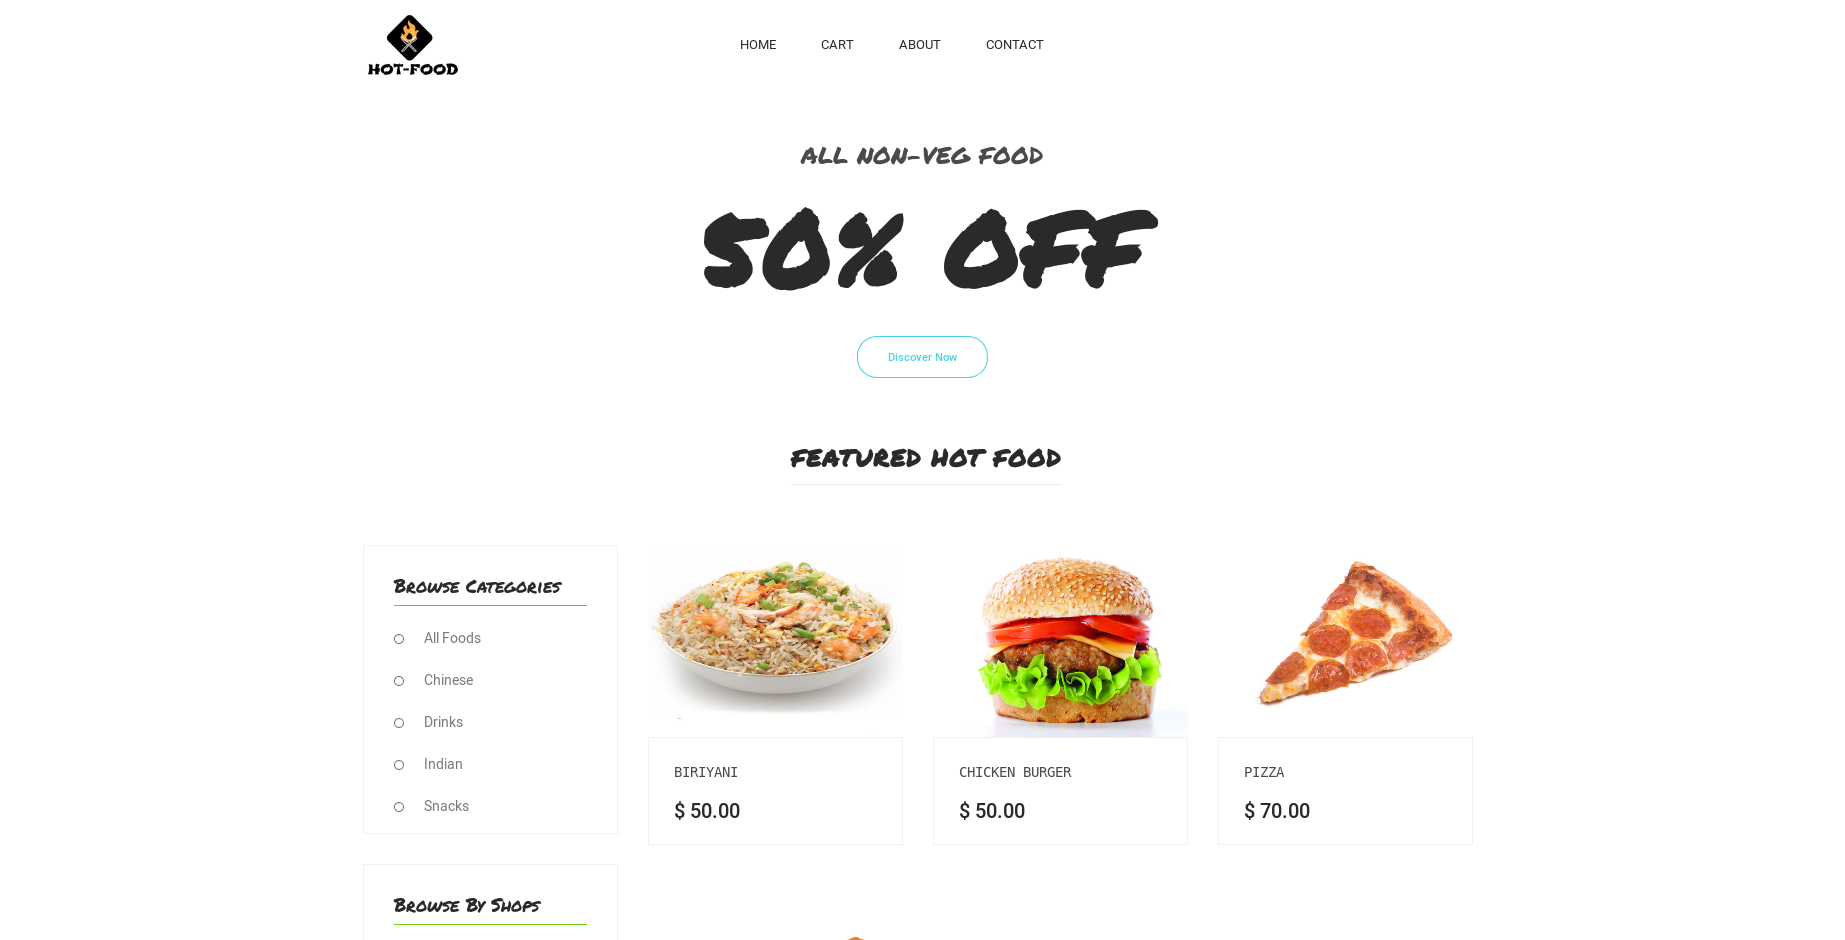 HOT-FOOD
HOME CART ABOUT CONTACT
ALL NON-VEG FOOD
50% OFF
Discover Now
FEATURED HOT FOOD
Browse Categories
All Foods
Chinese
Drinks
Indian
Snacks
BIRIYANI
$ 50.00
CHICKEN BURGER
$ 50.00
PIZZA
$ 70.00
Browse By Shops